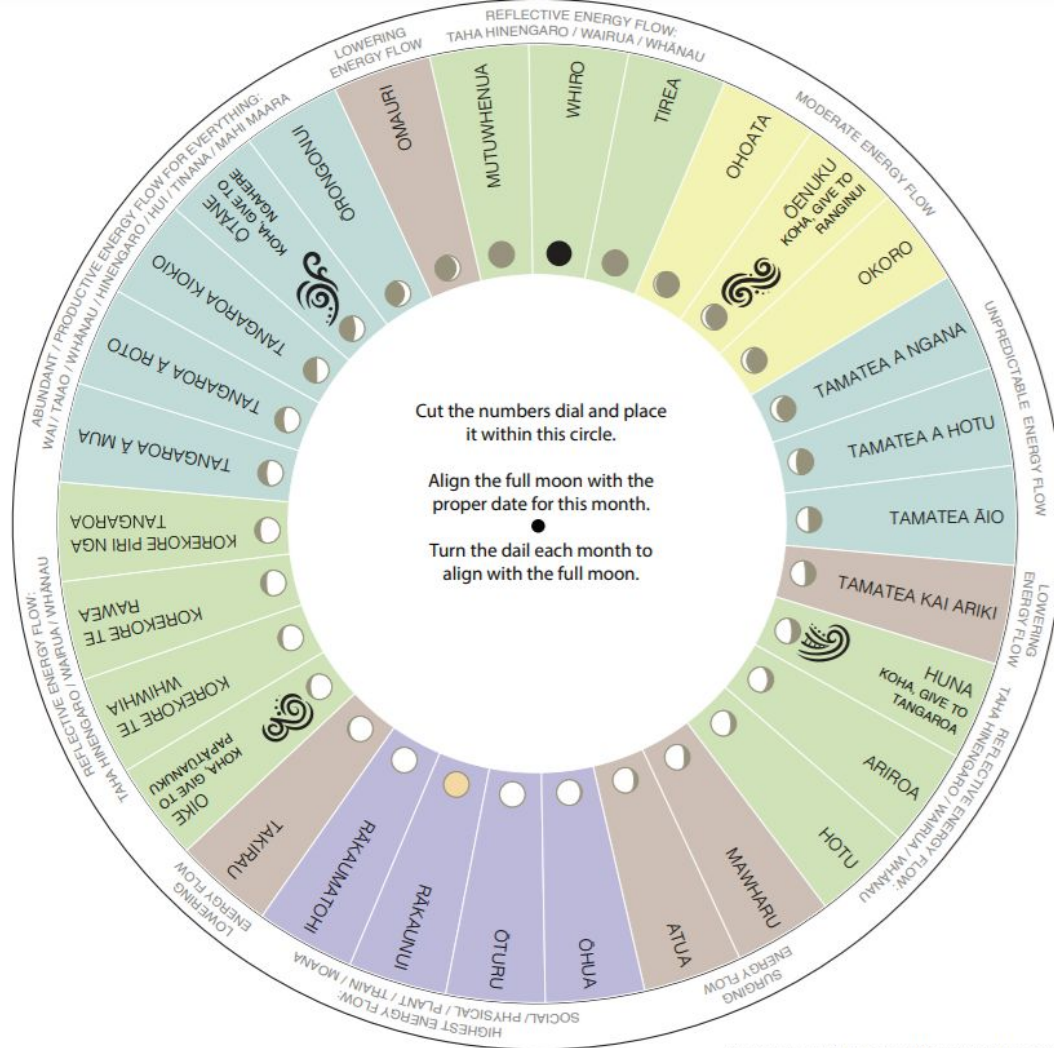 REFLECTIVE ENERGY FLOW:
TAHA HINENGARO / WAIRUA / WHĀNAU
MUTUWHENUA
WHIRO
TIREA
MODERATE ENERGY FLOW
OHOATA
ŌENUKU
KOHA, GIVE TO
RANGINUI
OKORO
UNPREDICTABLE ENERGY FLOW
TAMATEA A NGANA
TAMATEA A HOTU
TAMATEA ĀIO
LOWERING
ENERGY FLOW
TAMATEA KAI ARIKI
REFLECTIVE ENERGY FLOW:
TAHA HINENGARO / WAIRUA / WHĀNAU
HUNA
KOHA, GIVE TO
TANGAROA
ARIROA
HOTU
SURGING
ENERGY FLOW
MAWHARU
ATUA
HIGHEST ENERGY FLOW:
SOCIAL/ PHYSICAL / PLANT / TRAIN / MOANA
ŌHUA
ŌTURU
RĀKAUNUI
RĀKAUMATOHI
LOWERING
ENERGY FLOW
TAKIRAU
REFLECTIVE ENERGY FLOW:
TAHA HINENGARO / WAIRUA / WHĀNAU
OIKE
KOHA, GIVE TO
PAPATŪANUKU
KOREKORE TE
WHIWHIA
KOREKORE TE
RAWEA
KOREKORE PIRI NGA
TANGAROA
ABUNDANT / PRODUCTIVE ENERGY FLOW FOR EVERYTHING:
WAI / TAIAO / WHĀNAU / HINENGARO / HUI / TINANA / MAHI MAARA
TANGAROA Ā MUA
TANGAROA Ā ROTO
TANGAROA KIOKIO
ŌTĀNE
KOHA, GIVE TO
NGAHERE
ŌRONGONUI
LOWERING
ENERGY FLOW
OMAURI
Cut the numbers dial and place
it within this circle.
Align the full moon with the
proper date for this month.
Turn the dail each month to
align with the full moon.